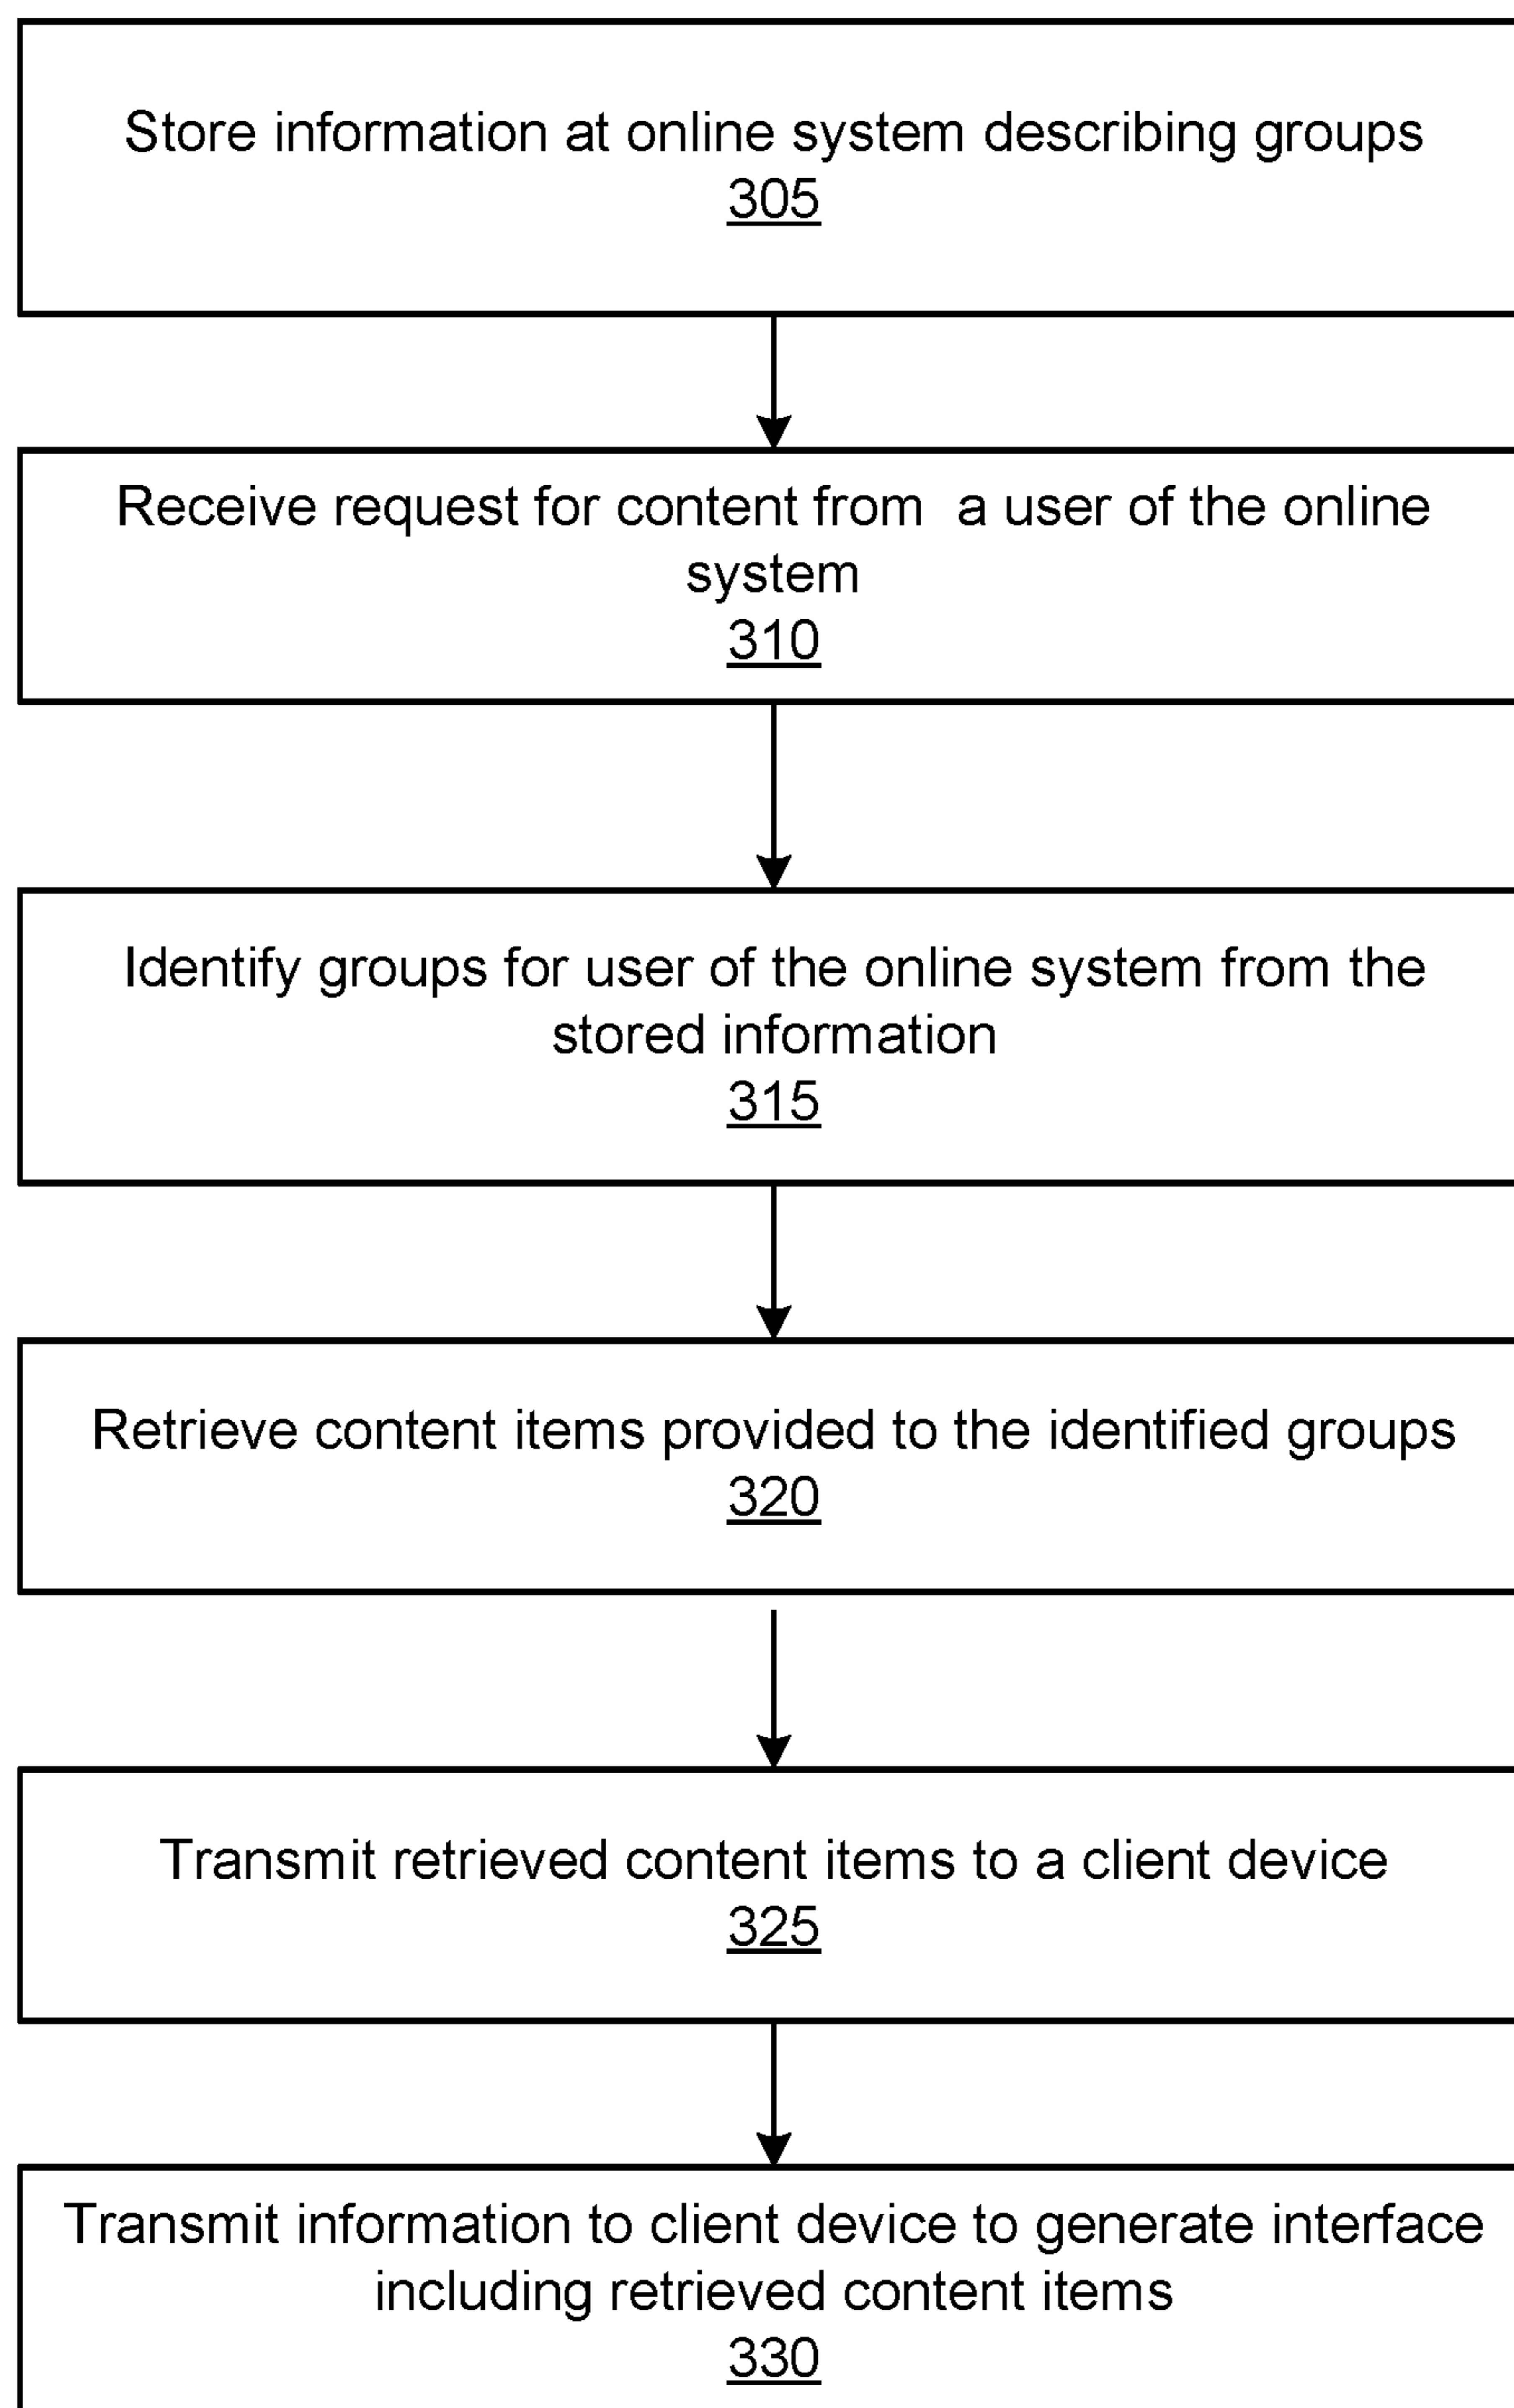 Store information at online system describing groups
305
Receive request for content from  a user of the online
system
310
Identify groups for user of the online system from the
stored information
315
Retrieve content items provided to the identified groups
320
Transmit retrieved content items to a client device
325
Transmit information to client device to generate interface
including retrieved content items
330